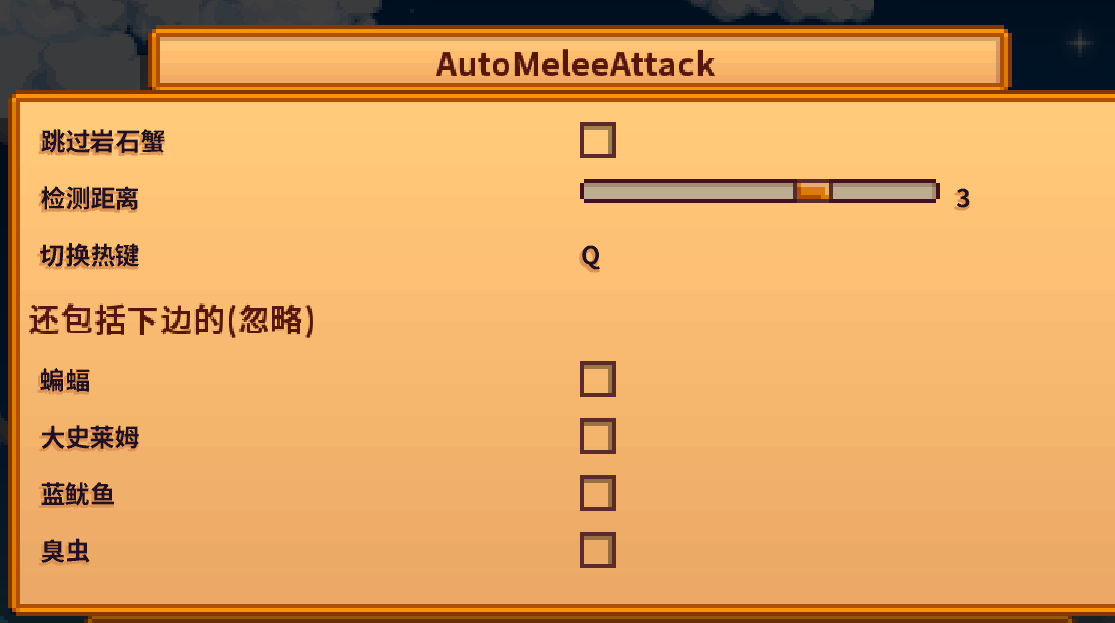 AutoMeleeAttack
跳过岩石蟹
检测距离 3
切换热键 Q
还包括下边的(忽略)
蝙蝠
大史莱姆
蓝鱿鱼
臭虫